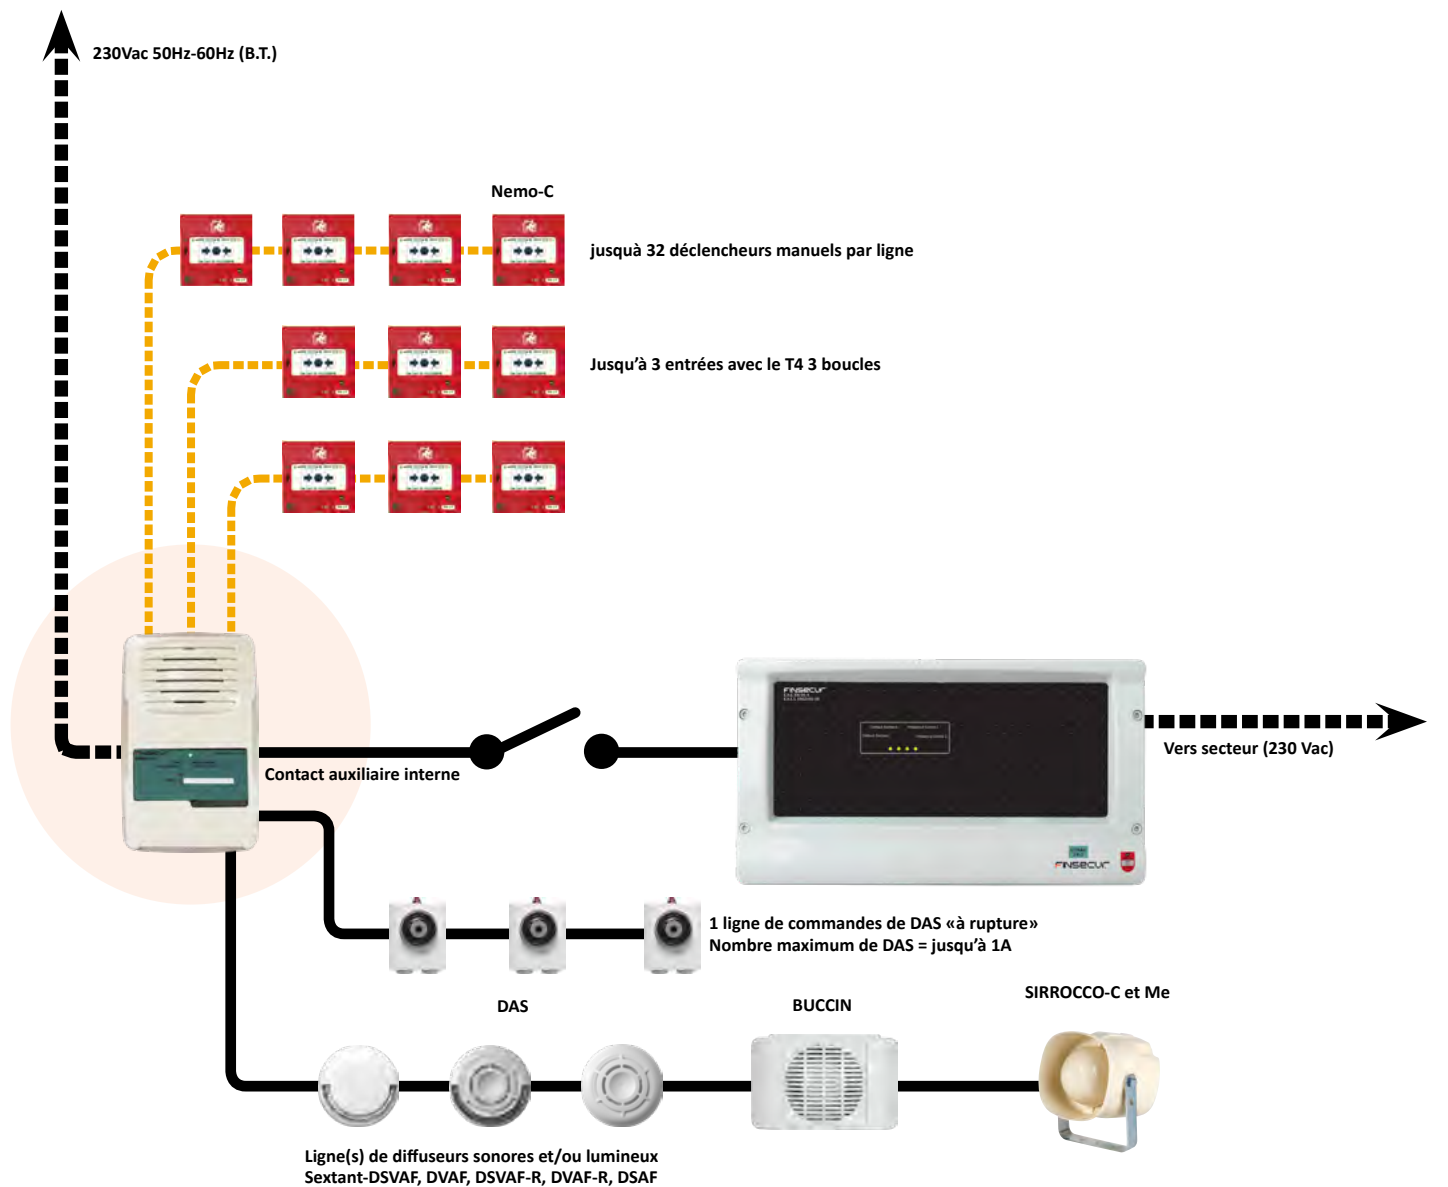 230Vac 50Hz-60Hz (B.T.)
Nemo-C
jusquà 32 déclencheurs manuels par ligne
Jusqu’à 3 entrées avec le T4 3 boucles
FINSECUR
Contact auxiliaire interne
Vers secteur (230 Vac)
FINSECUR
1 ligne de commandes de DAS «à rupture»
Nombre maximum de DAS = jusqu’à 1A
SIRROCCO-C et Me
DAS
BUCCIN
Ligne(s) de diffuseurs sonores et/ou lumineux
Sextant-DSVAF, DVAF, DSVAF-R, DVAF-R, DSAF